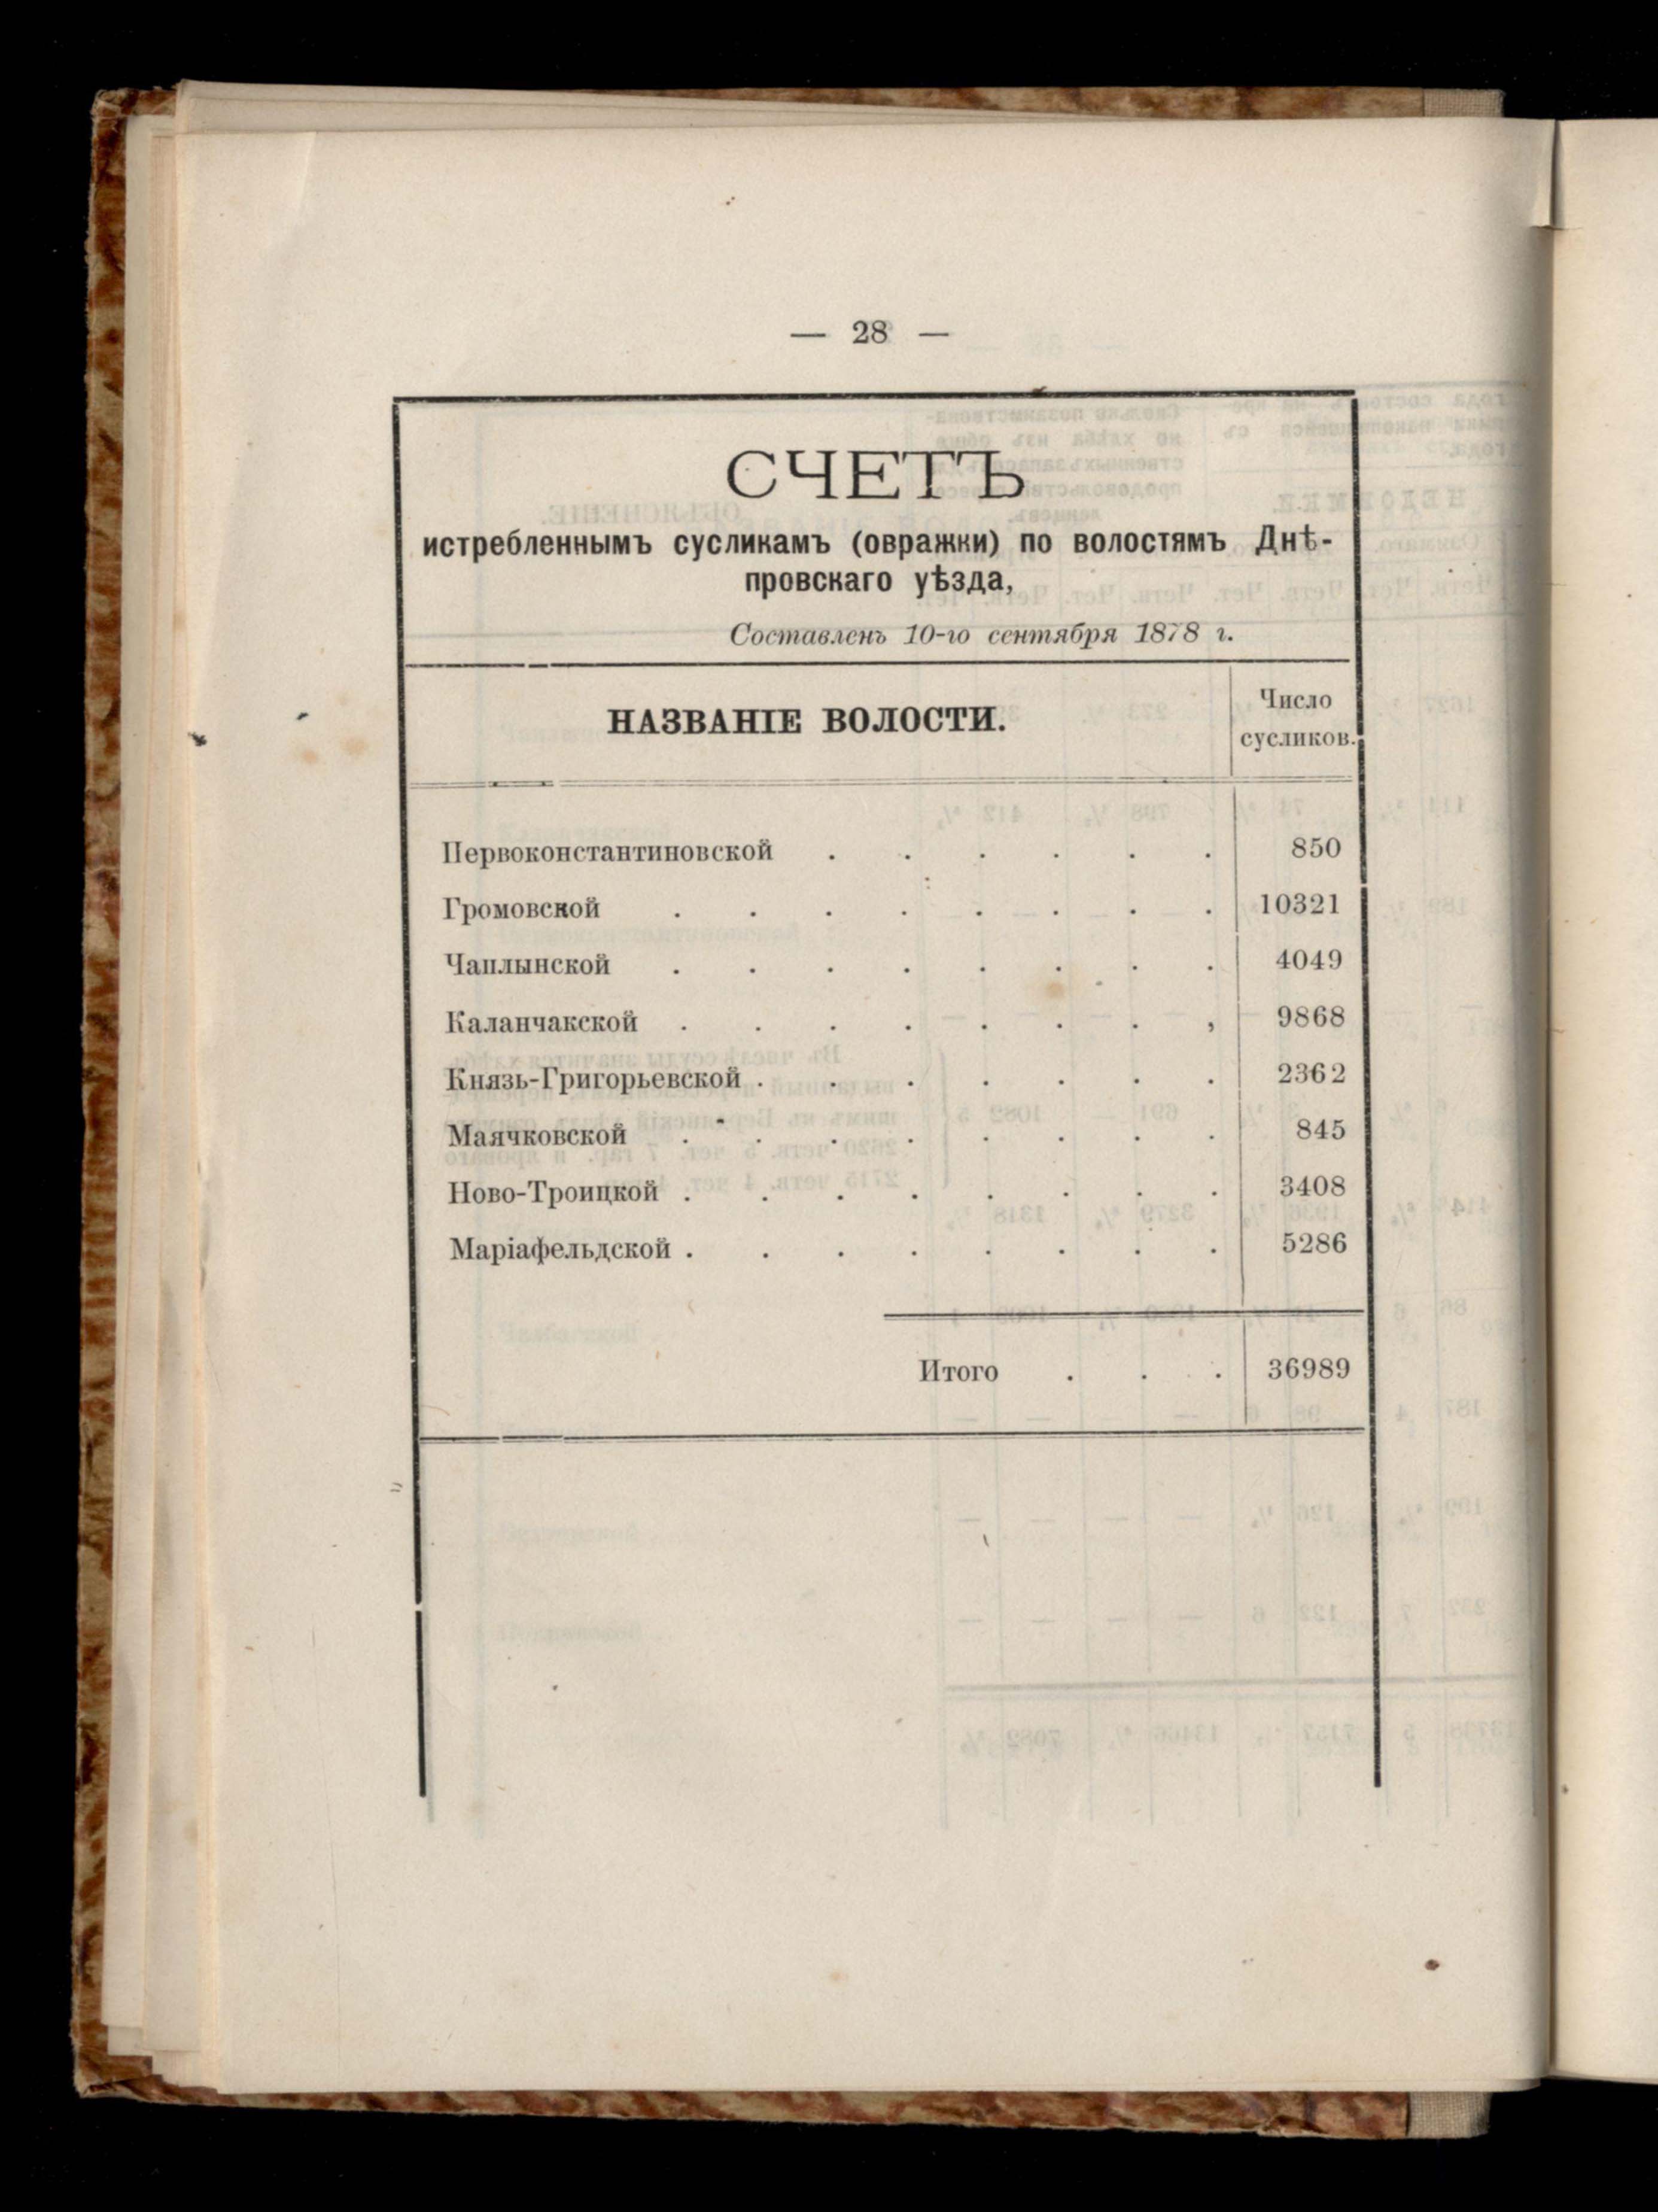 — 28 —
СЧЕТЪ
истребленнымъ сусликамъ (овражки) по волостямъ Днѣ-
провскаго уѣзда,
Составленъ 10-го сентября 1878 г.
НАЗВАНІЕ ВОЛОСТИ.
Число
сусликов.
Первоконстантиновской . . . . . . 850
Громовской . . . . . . . . 10321
Чаплынской . . . . . . . . 4049
Каланчакской . . . . . . . , 9868
Князь-Григорьевской . . . . . . . 2362
Маячковской . . . . . . . . 845
Ново-Троицкой . . . . . . . . 3408
Маріафельдской . . . . . . . . 5286
Итого . . . 36989